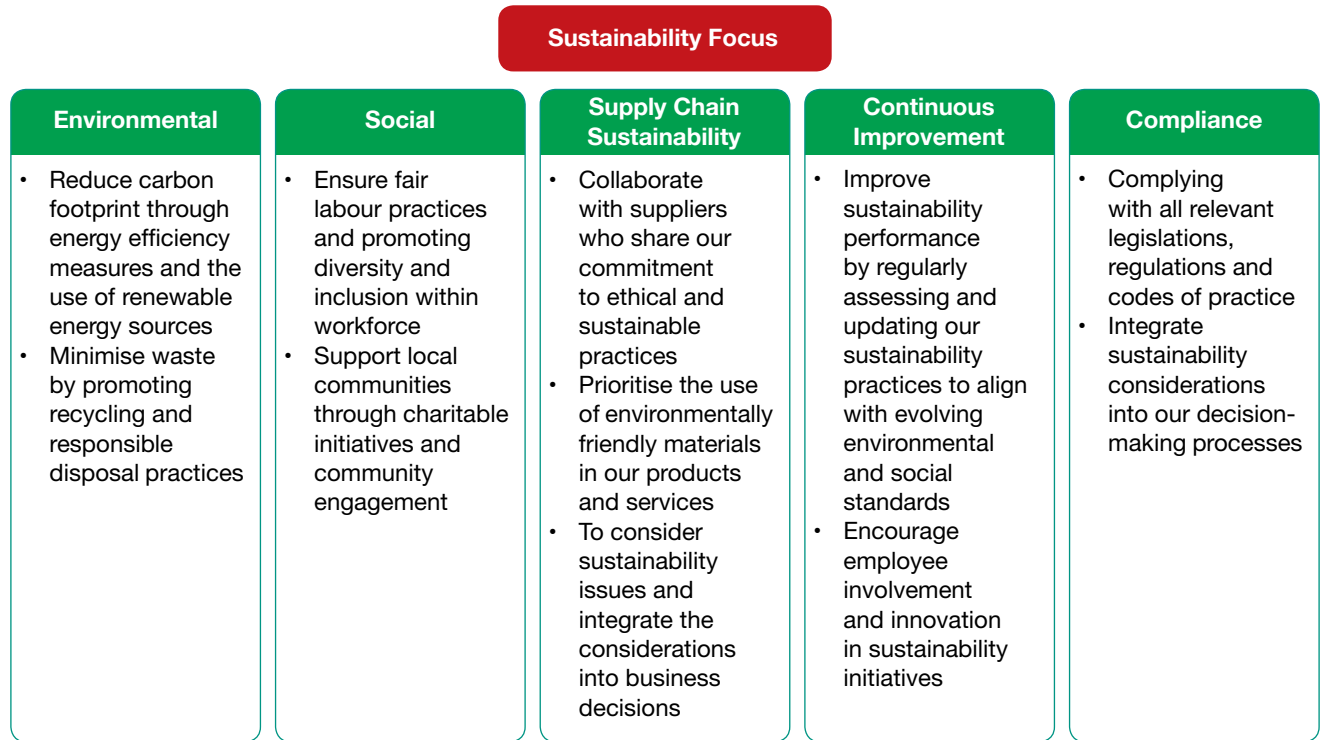 Sustainability Focus
Environmental
• Reduce carbon
footprint through
energy efficiency
measures and the
use of renewable
energy sources
• Minimise waste
by promoting
recycling and
responsible
disposal practices
Social
• Ensure fair
labour practices
and promoting
diversity and
inclusion within
workforce
• Support local
communities
through charitable
initiatives and
community
engagement
Supply Chain
Sustainability
• Collaborate
with suppliers
who share our
commitment
to ethical and
sustainable
practices
• Prioritise the use
of environmentally
friendly materials
in our products
and services
• To consider
sustainability
issues and
integrate the
considerations
into business
decisions
Continuous
Improvement
• Improve
sustainability
performance
by regularly
assessing and
updating our
sustainability
practices to align
with evolving
environmental
and social
standards
• Encourage
employee
involvement
and innovation
in sustainability
initiatives
Compliance
• Complying
with all relevant
legislations,
regulations and
codes of practice
• Integrate
sustainability
considerations
into our decision-
making processes